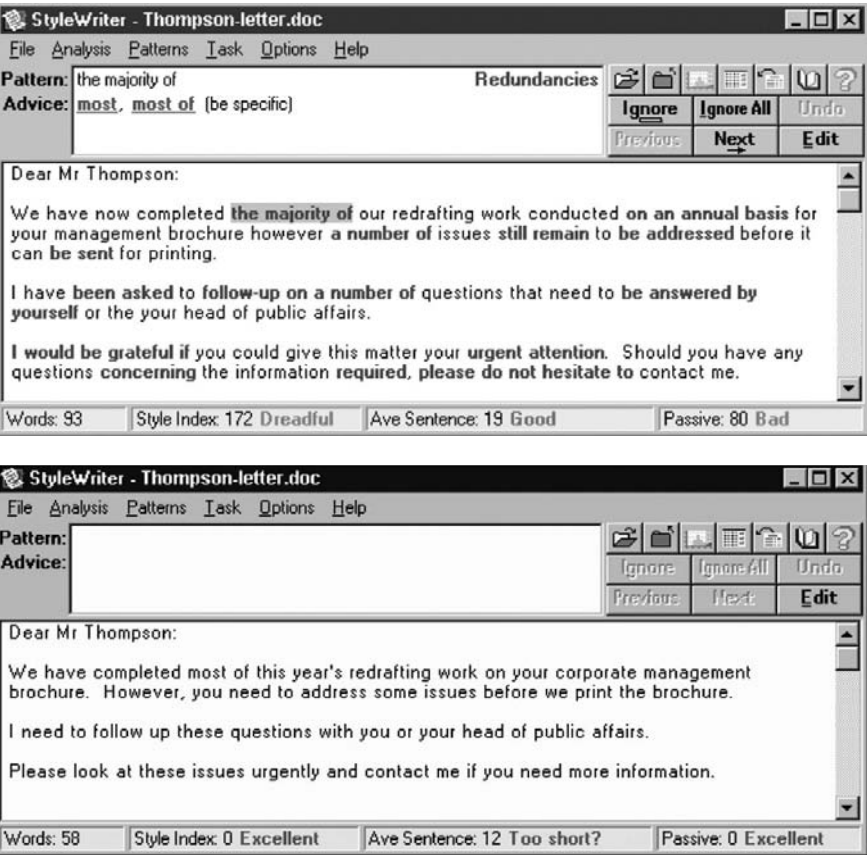 StyleWriter - Thompson-letter.doc
File Analysis Patterns Task Options Help
Pattern: the majority of Redundancies
Advice: most, most of (be specific)
Ignore Ignore All Undo
Previous Next Edit
Dear Mr Thompson:
We have now completed the majority of our redrafting work conducted on an annual basis for
your management brochure however a number of issues still remain to be addressed before it
can be sent for printing.
I have been asked to follow-up on a number of questions that need to be answered by
yourself or the your head of public affairs.
I would be grateful if you could give this matter your urgent attention. Should you have any
questions concerning the information required, please do not hesitate to contact me.
Words: 93 Style Index: 172 Dreadful Ave Sentence: 19 Good Passive: 80 Bad
StyleWriter - Thompson-letter.doc
File Analysis Patterns Task Options Help
Pattern:
Advice:
Ignore Ignore All Undo
Previous Next Edit
Dear Mr Thompson:
We have completed most of this year's redrafting work on your corporate management
brochure. However, you need to address some issues before we print the brochure.
I need to follow up these questions with you or your head of public affairs.
Please look at these issues urgently and contact me if you need more information.
Words: 58 Style Index: 0 Excellent Ave Sentence: 12 Too short? Passive: 0 Excellent